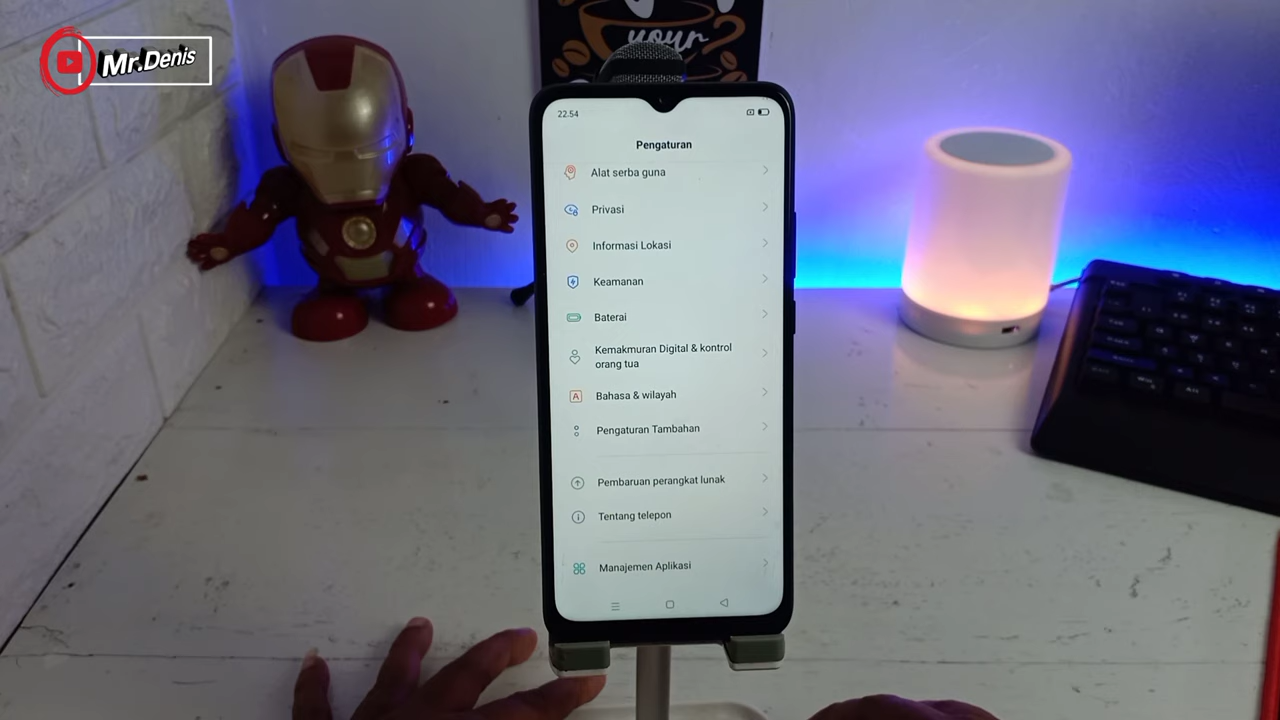 Mr.Denis
your
22.54
Pengaturan
Alat serba guna
Privasi
Informasi Lokasi
Keamanan
Baterai
Kemakmuran Digital & kontrol
orang tua
A
Bahasa & wilayah
Pengaturan Tambahan
Pembaruan perangkat lunak
Tentang telepon
Manajemen Aplikasi